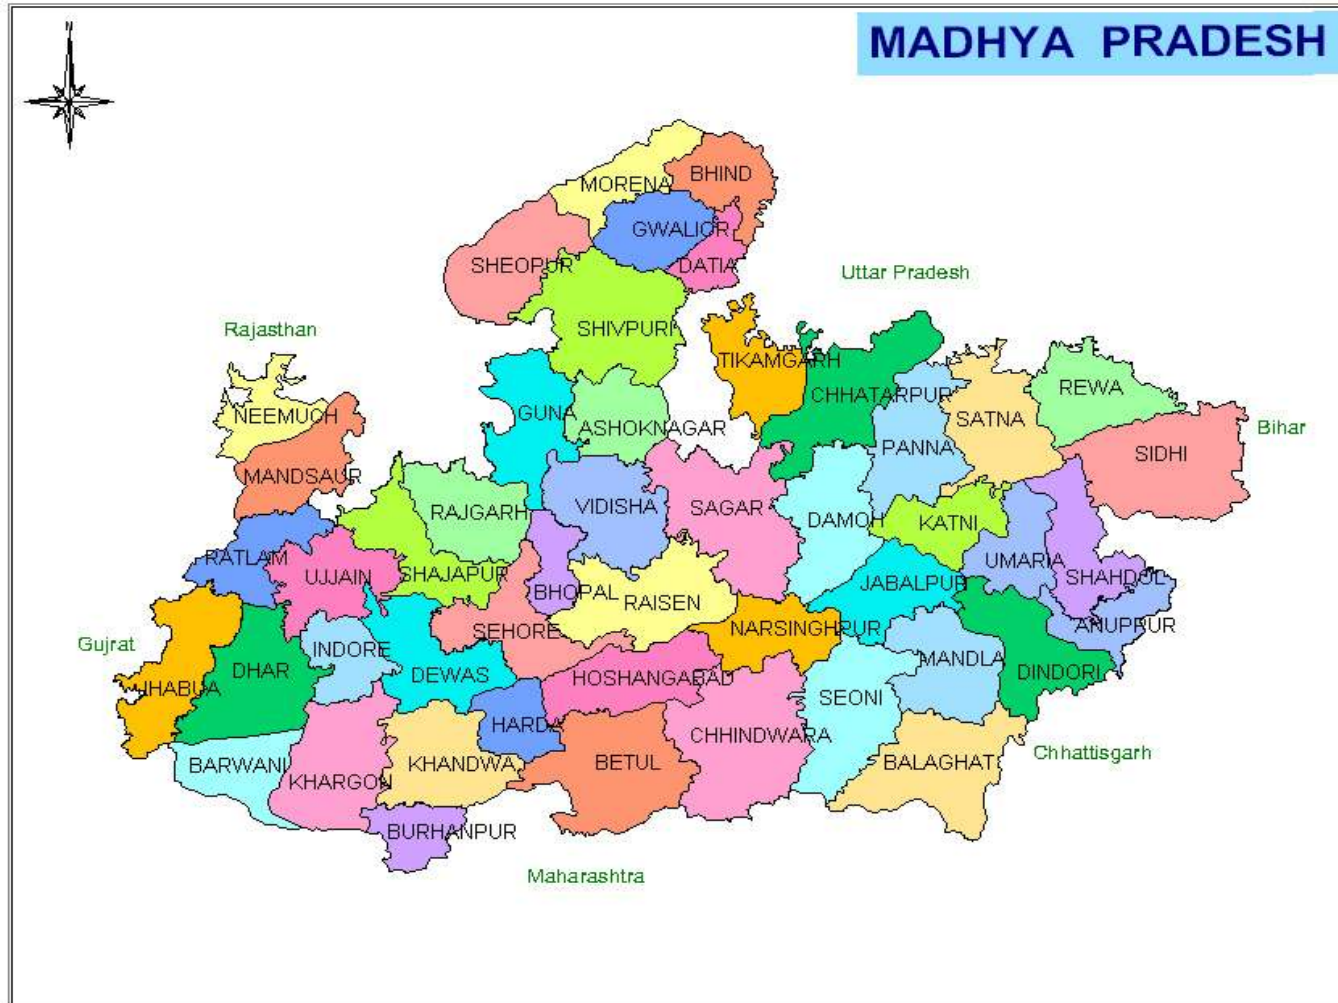 N
MADHYA PRADESH
BHIND
MORENA
GWALIOR
SHEOPUR
DATIA
Uttar Pradesh
Rajasthan
SHIVPURI
TIKAMGARH
CHHATARPUR
REWA
NEEMUCH
GUNA
ASHOKNAGAR
SATNA
Bihar
PANNA
SIDHI
MANDSAUR
RAJGARH
VIDISHA
SAGAR
DAMOH
KATNI
RATLAM
UJJAIN
SHAJAPUR
BHOPAL
RAISEN
JABALPUR
UMARIA
SHAHDOL
Gujrat
INDORE
SEHORE
NARSINGHPUR
ANUPPUR
DHAR
DEWAS
HOSHANGABAD
MANDLA
DINDORI
JHABUA
SEONI
HARDA
CHHINDWARA
Chhattisgarh
BARWANI
KHARGON
KHANDWA
BETUL
BALAGHAT
BURHANPUR
Maharashtra